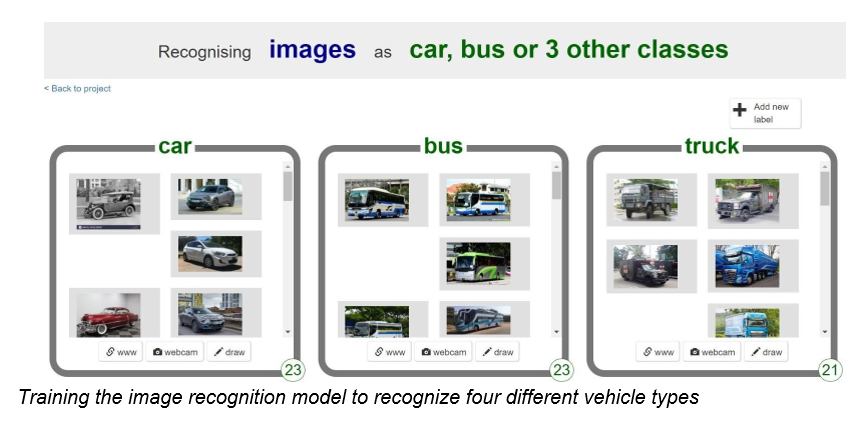 Recognising images as car, bus or 3 other classes
< Back to project
Add new
label
car
bus
truck
www
webcam
draw
23
www
webcam
draw
23
www
webcam
draw
21
Training the image recognition model to recognize four different vehicle types